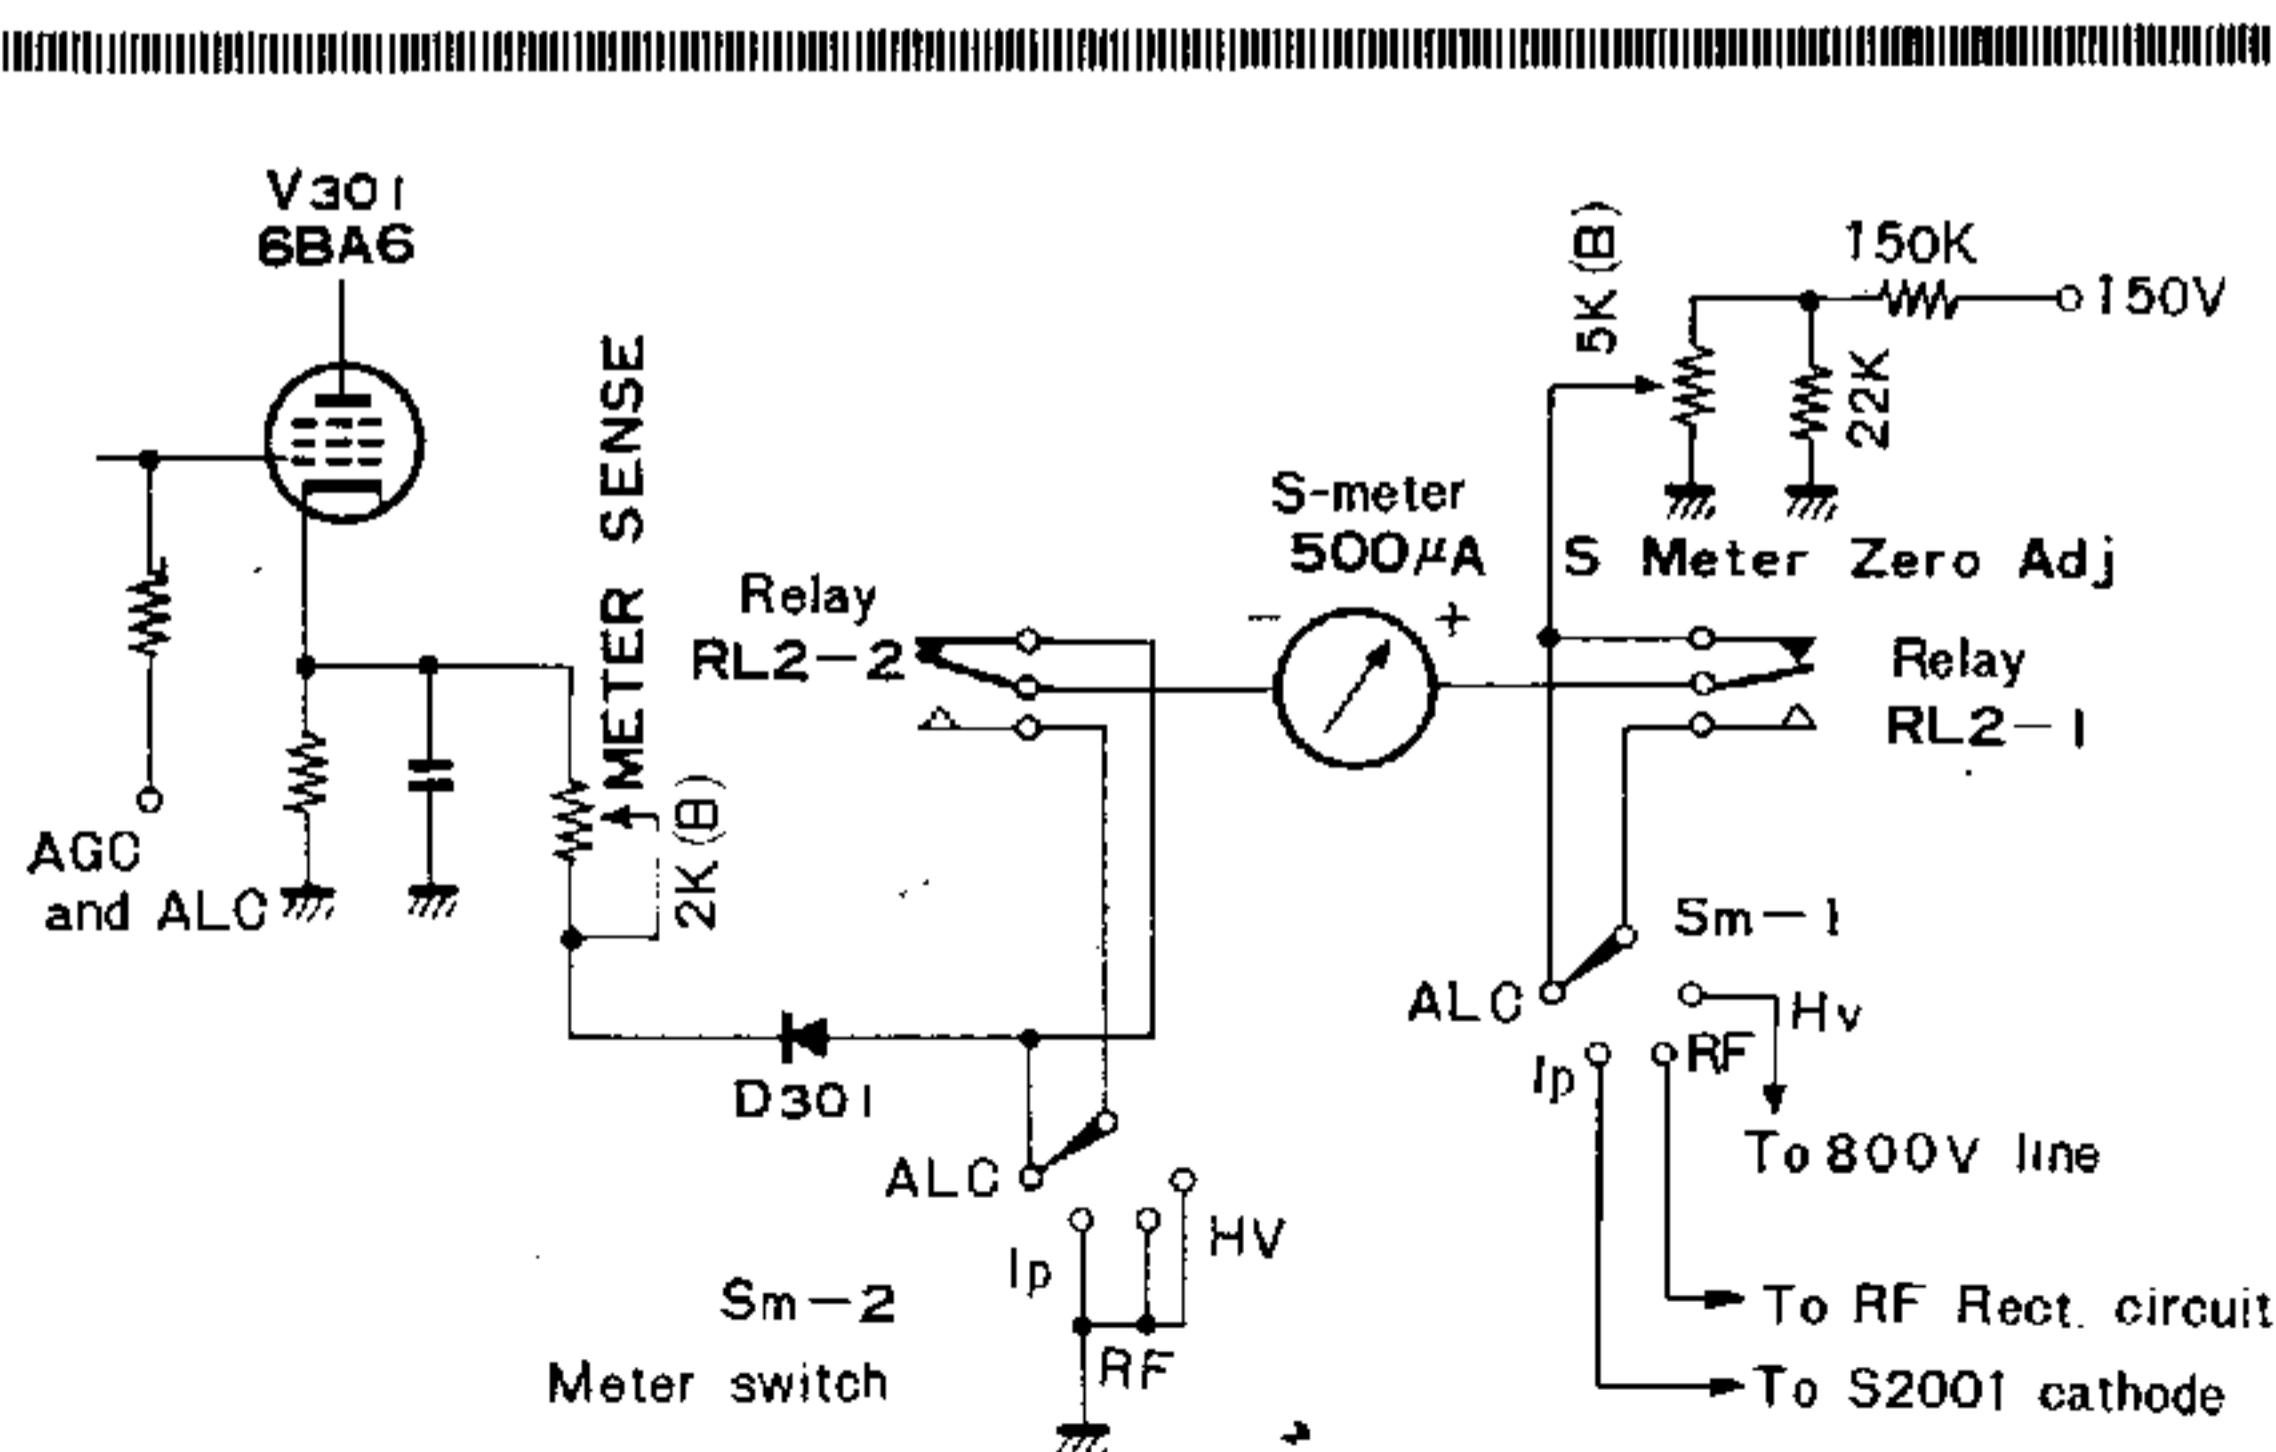 V301
6BA6
METER SENSE
2K(B)
AGC
and ALC
Relay
RL2-2
D301
S-meter
500μA
-
+
5K(B)
150K
150V
22K
S Meter Zero Adj
Relay
RL2-1
Sm-1
ALC
Hv
Ip
RF
To 800V line
ALC
HV
Ip
RF
Sm-2
Meter switch
To RF Rect. circuit
To S2001 cathode